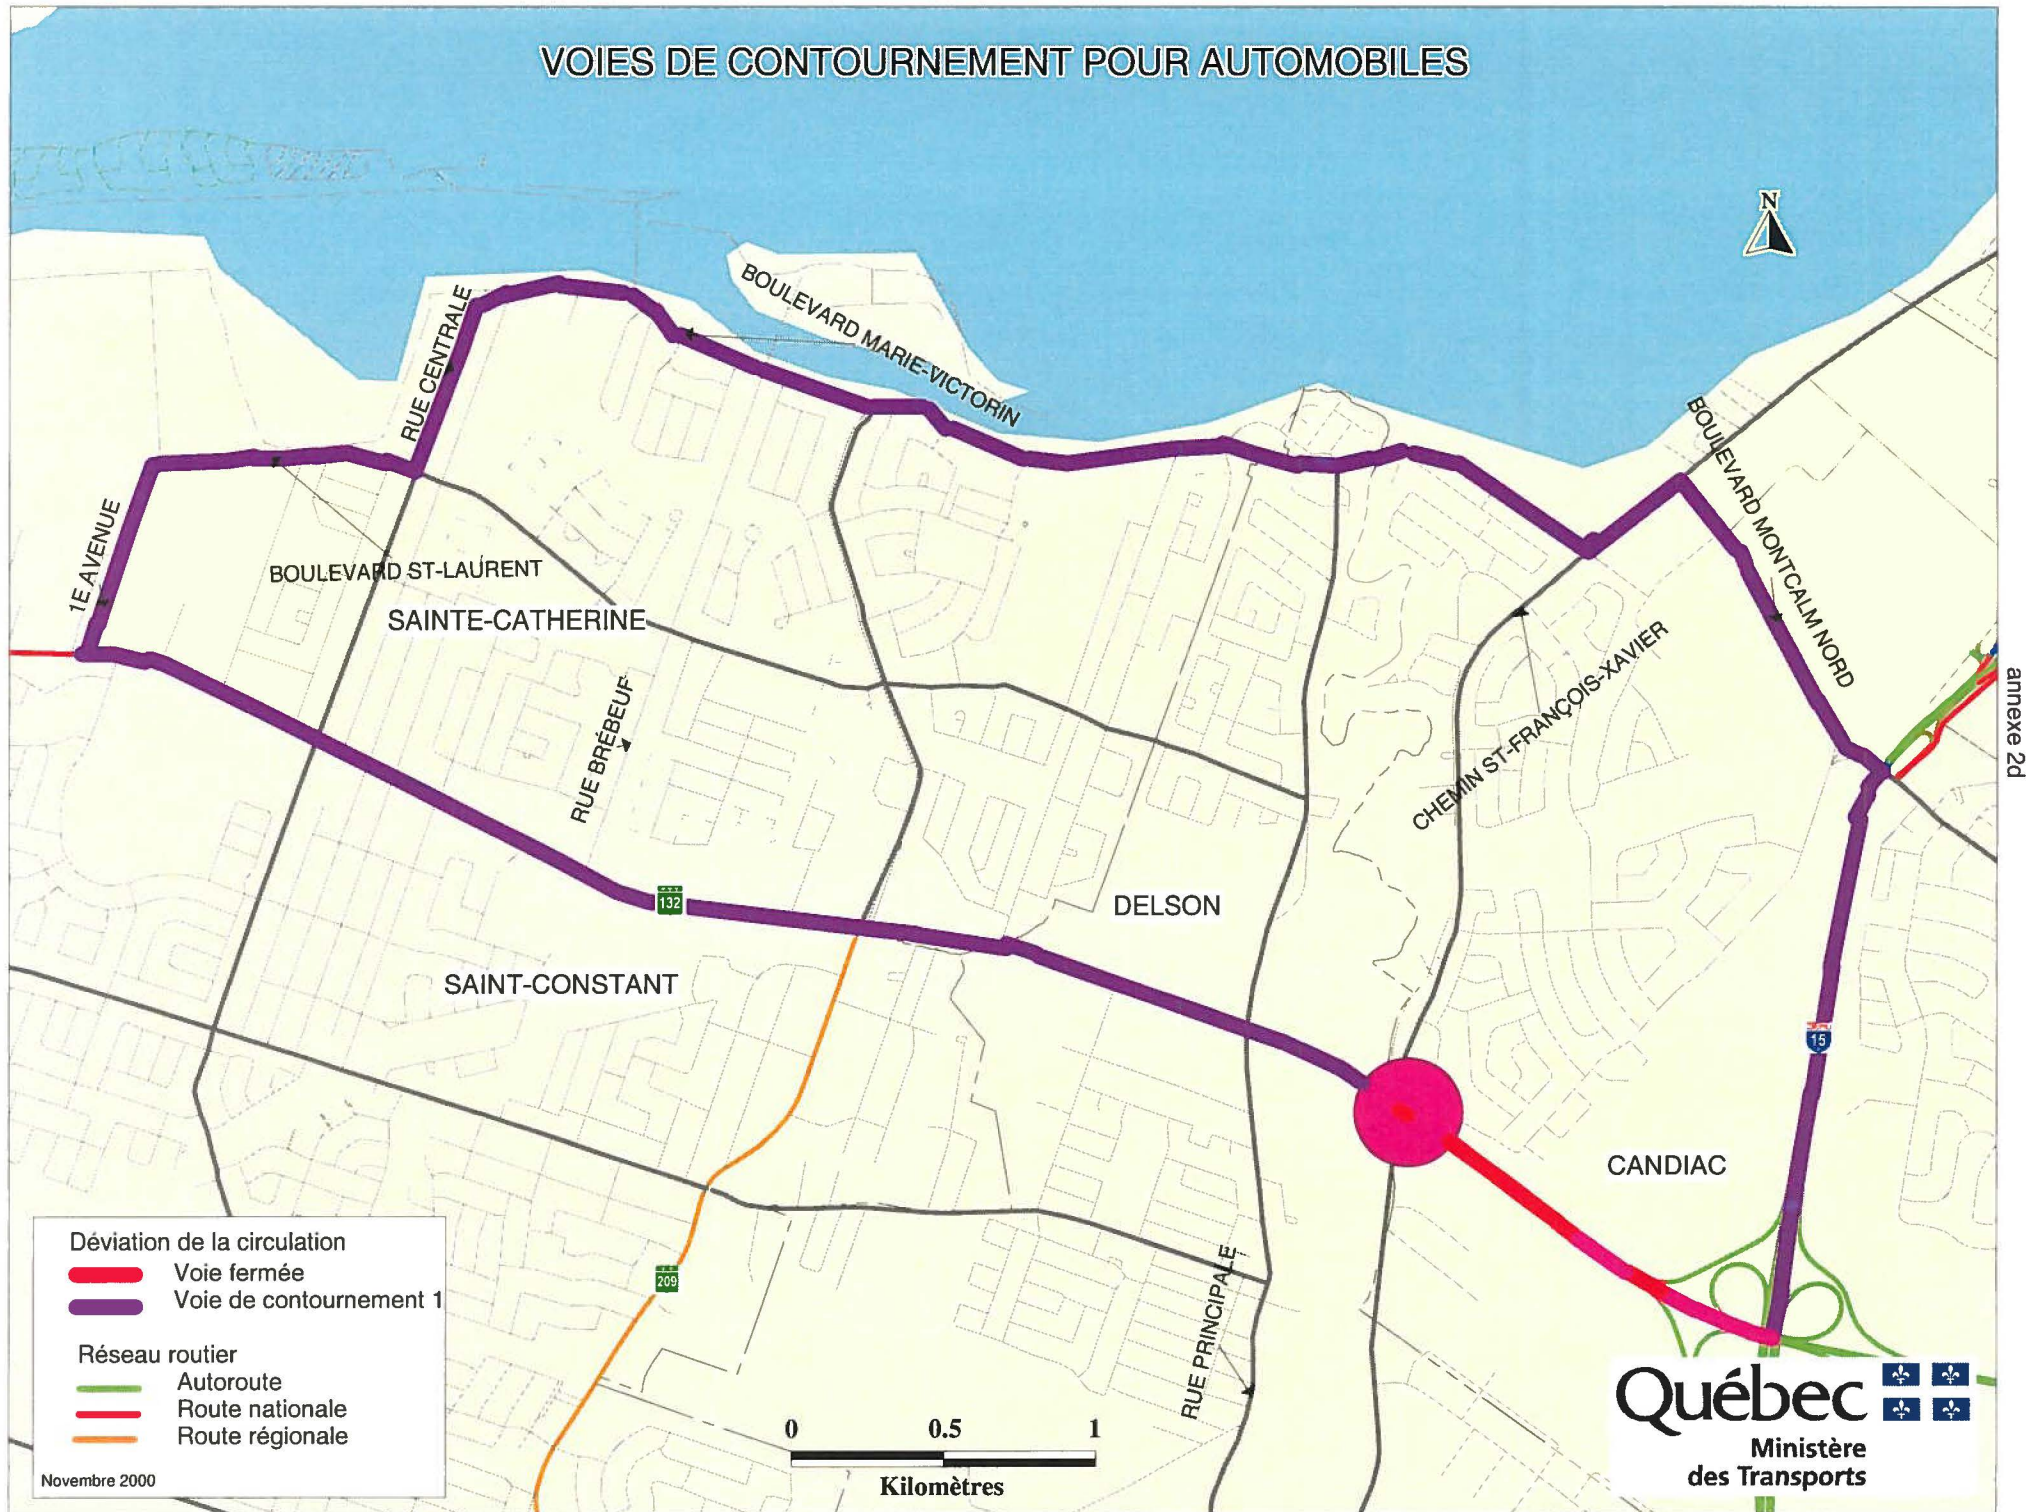 VOIES DE CONTOURNEMENT POUR AUTOMOBILES
N
BOULEVARD MARIE-VICTORIN
RUE CENTRALE
BOULEVARD MONTCALM NORD
1E AVENUE
BOULEVARD ST-LAURENT
SAINTE-CATHERINE
CHEMIN ST-FRANÇOIS-XAVIER
RUE BRÉBEUF
annexe 2d
132
DELSON
SAINT-CONSTANT
15
CANDIAC
209
RUE PRINCIPALE
Déviation de la circulation
Voie fermée
Voie de contournement 1
Réseau routier
Autoroute
Route nationale
Route régionale
Novembre 2000
0 0.5 1
Kilomètres
Québec
Ministère
des Transports